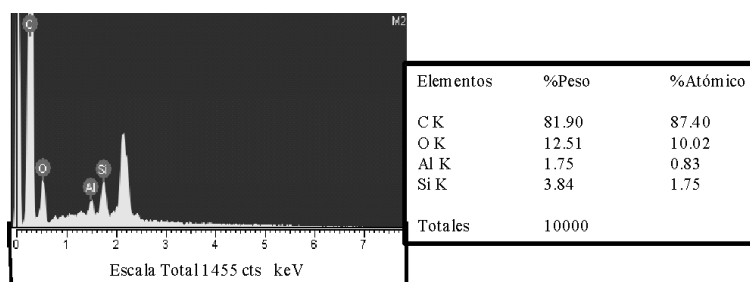 M2
C
O
Al
Si
0 1 2 3 4 5 6 7
Escala Total 1455 cts keV
Elementos %Peso %Atómico
C K 81.90 87.40
O K 12.51 10.02
Al K 1.75 0.83
Si K 3.84 1.75
Totales 10000